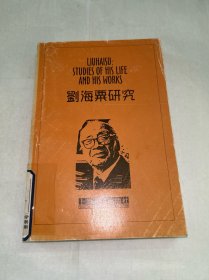 LIUHAISU:
STUDIES OF HIS LIFE
AND HIS WORKS
劉海粟研究